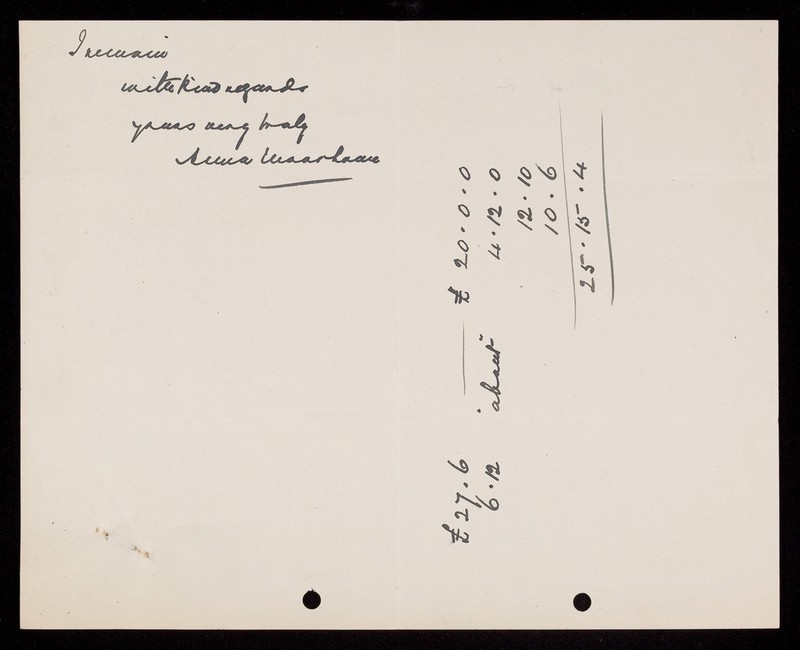 I remain
with kind regards
yours very truly
Anna
£ 27.6 — £ 20.0.0
6.12 "about" 4.12.0
12.10
10.6
25.15.4